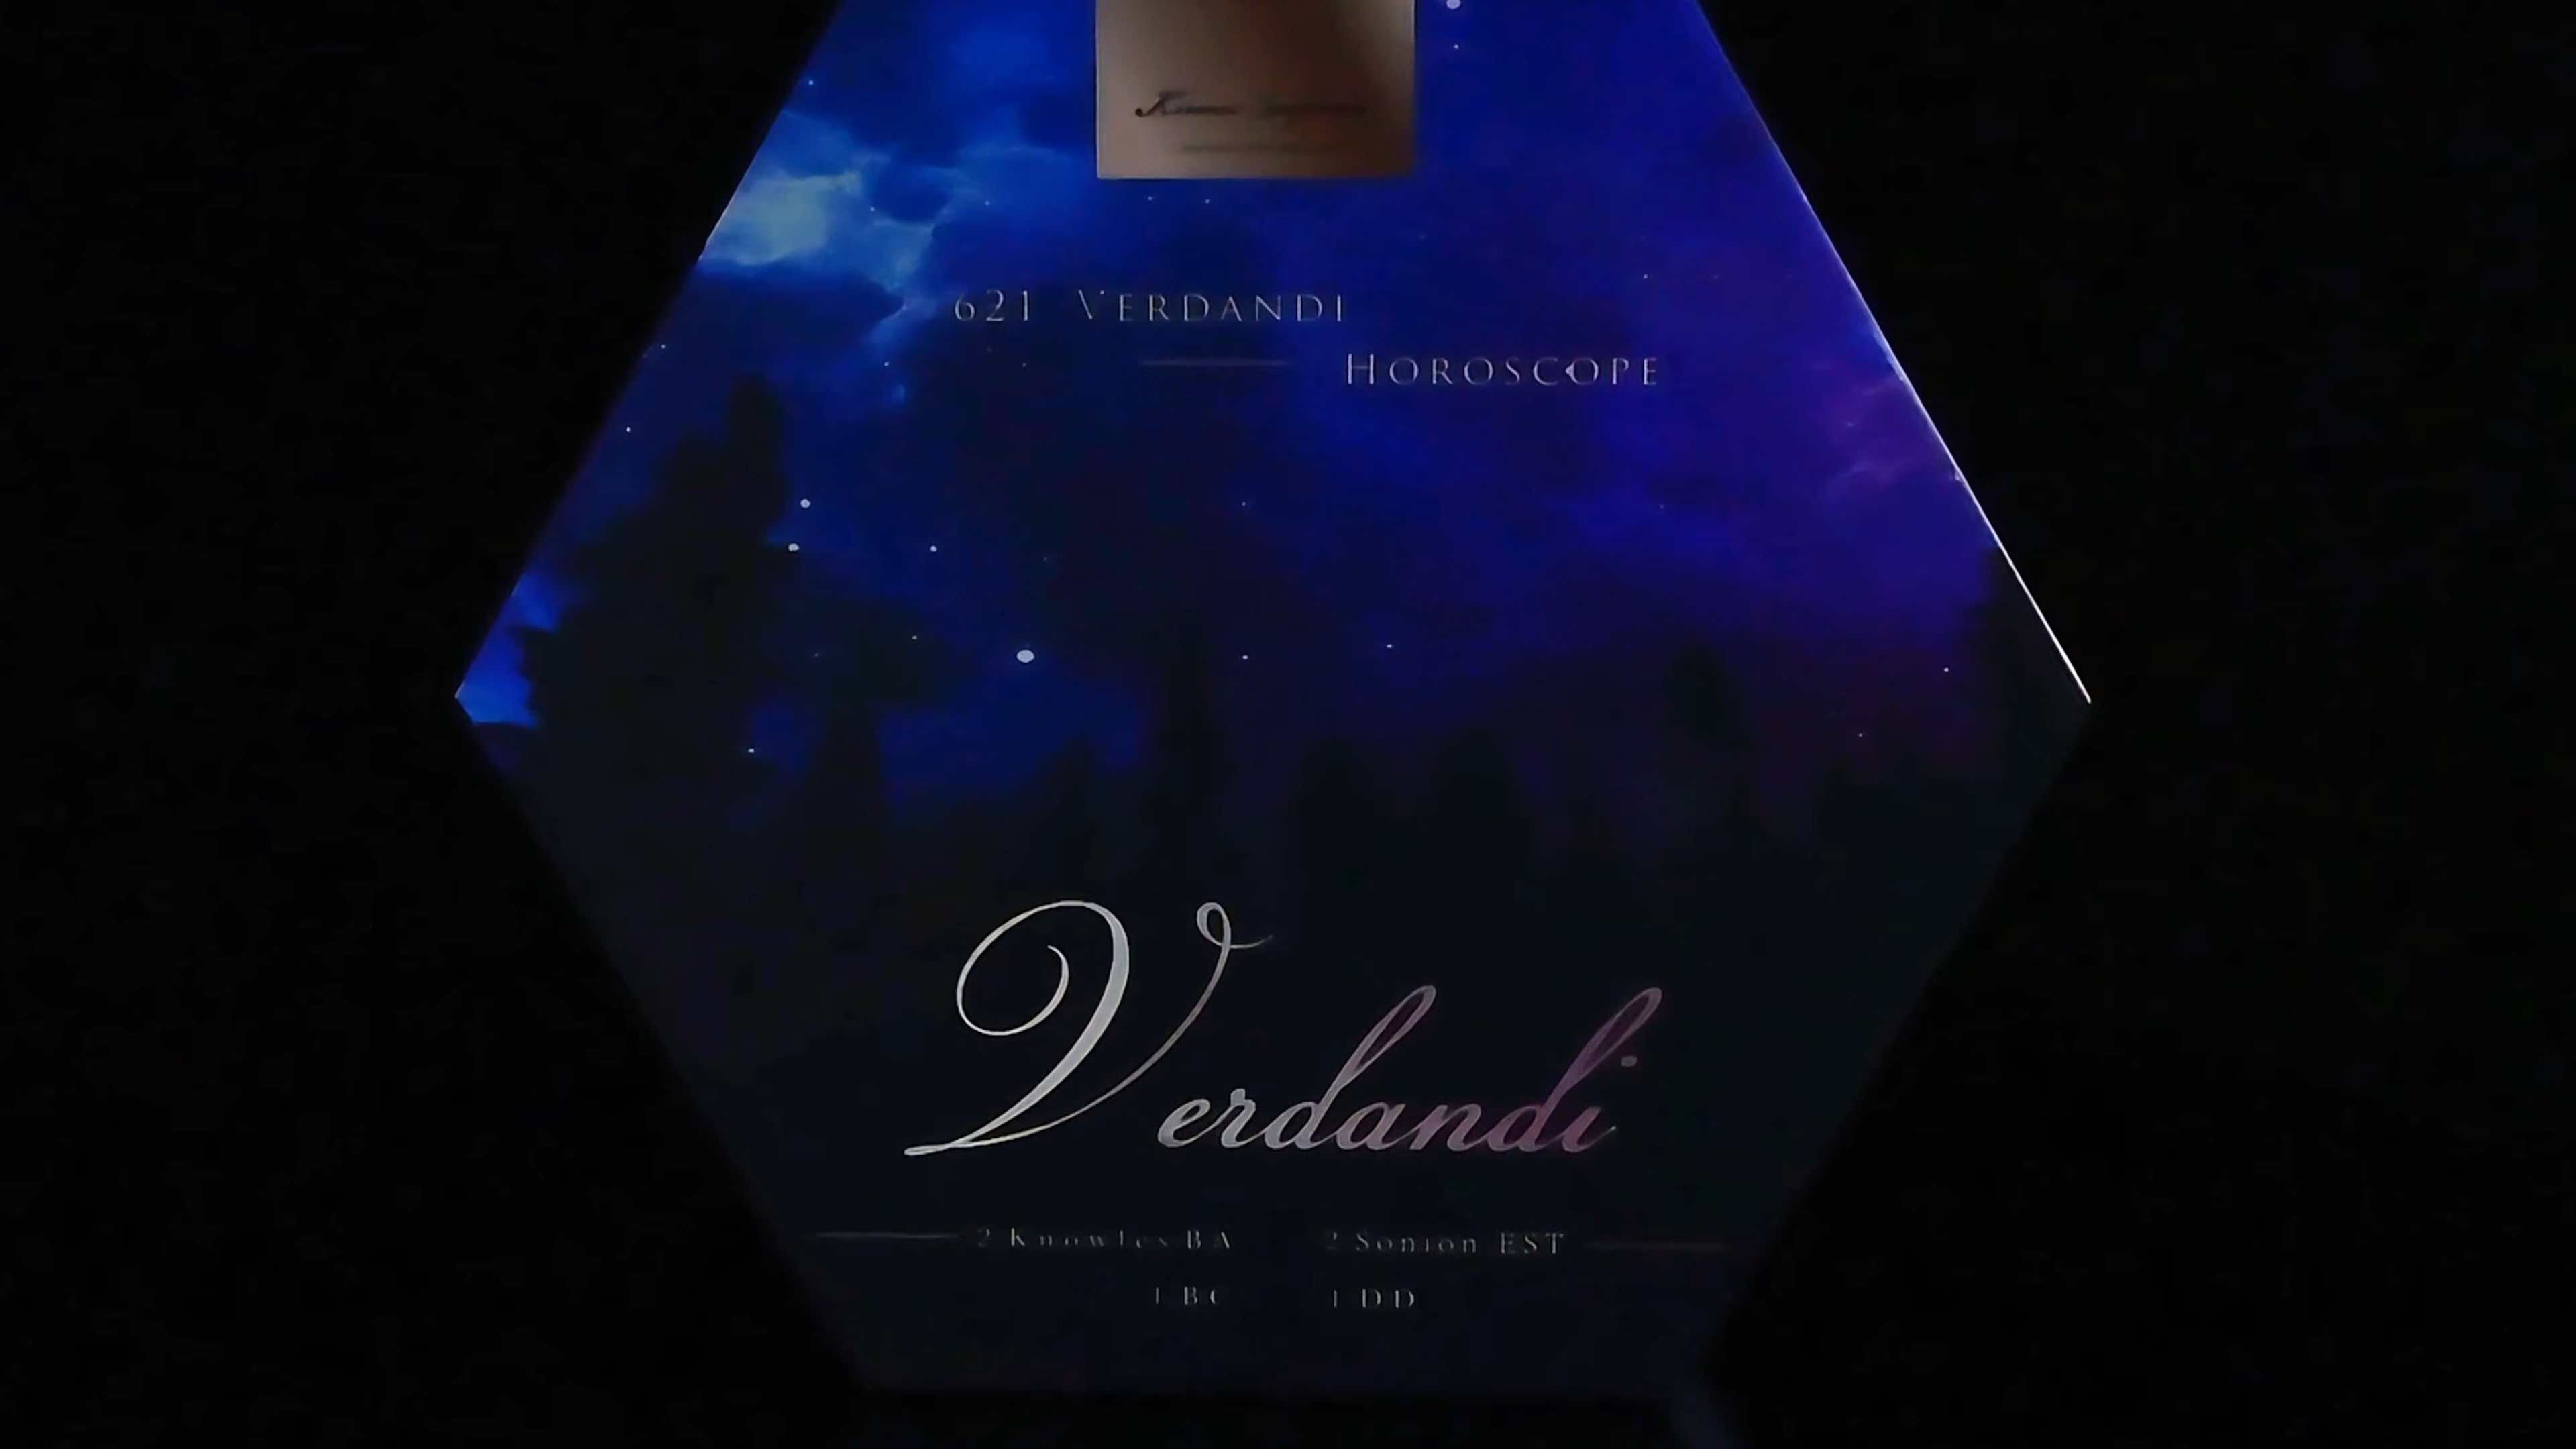 621 VERDANDI
HOROSCOPE
Verdandi
2 Knowles BA 2 Sonion EST
1 BC 1 DD